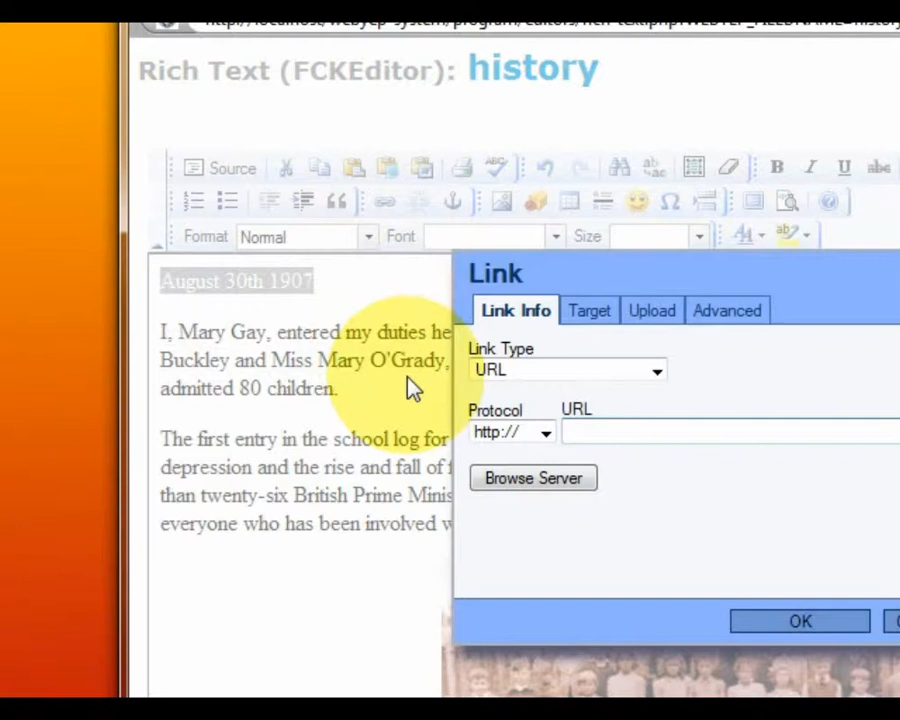 Rich Text (FCKEditor): history
Source
B I U abc
Format Normal Font Size
August 30th 1907
Link
Link Info Target Upload Advanced
I, Mary Gay, entered my duties he
Buckley and Miss Mary O'Grady,
admitted 80 children.
Link Type
URL
Protocol URL
http://
Browse Server
The first entry in the school log for
depression and the rise and fall of
than twenty-six British Prime Minis
everyone who has been involved w
OK